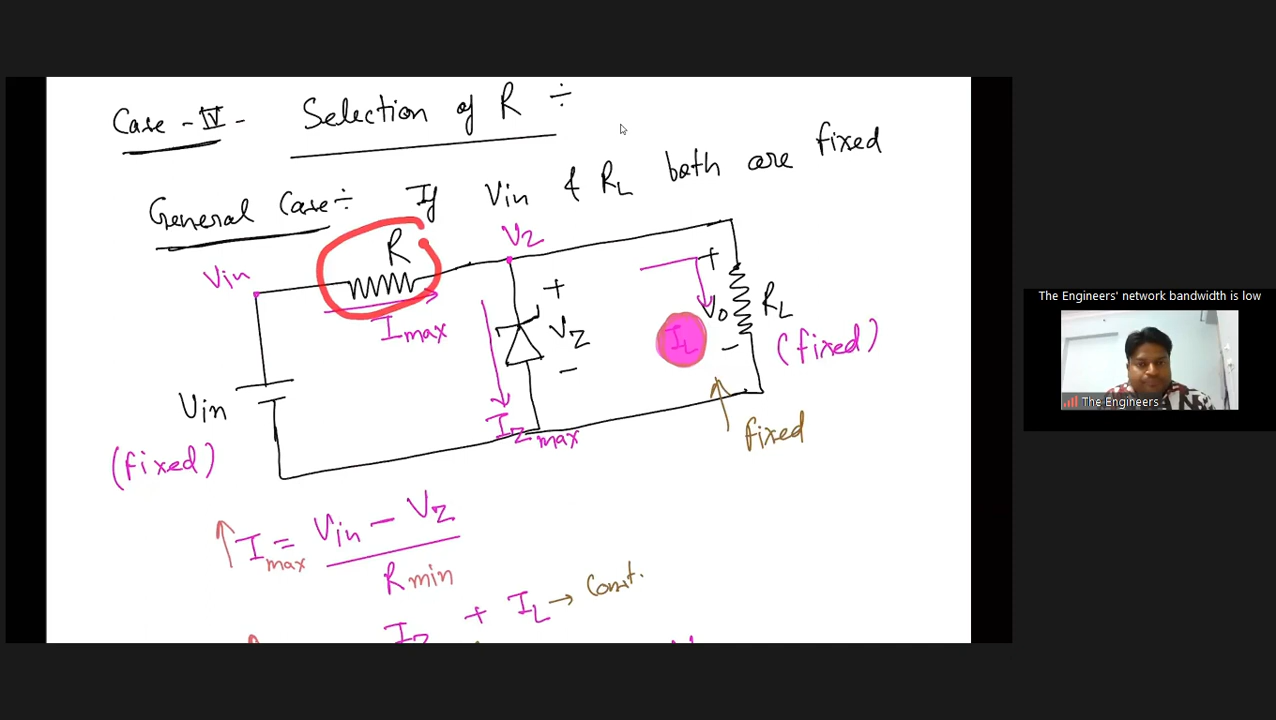 Case - IV - Selection of R ÷
General Case ÷ If Vin & RL both are fixed
R
Vin
VZ
+
+
Imax
VZ
VO
RL
IL
(fixed)
-
-
Vin
(fixed)
IZ max
fixed
Imax = Vin - VZ
R min
IZ + IL → Const.
The Engineers' network bandwidth is low
The Engineers